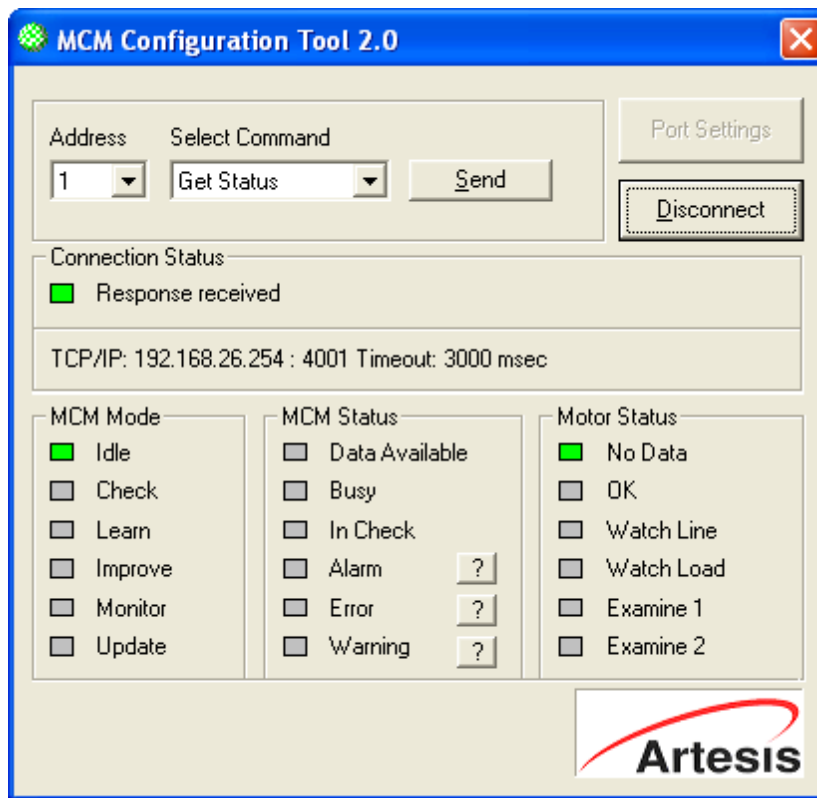 MCM Configuration Tool 2.0
Address Select Command
1 Get Status Send
Port Settings
Disconnect
Connection Status
Response received
TCP/IP: 192.168.26.254 : 4001 Timeout: 3000 msec
MCM Mode
Idle
Check
Learn
Improve
Monitor
Update
MCM Status
Data Available
Busy
In Check
Alarm ?
Error ?
Warning ?
Motor Status
No Data
OK
Watch Line
Watch Load
Examine 1
Examine 2
Artesis